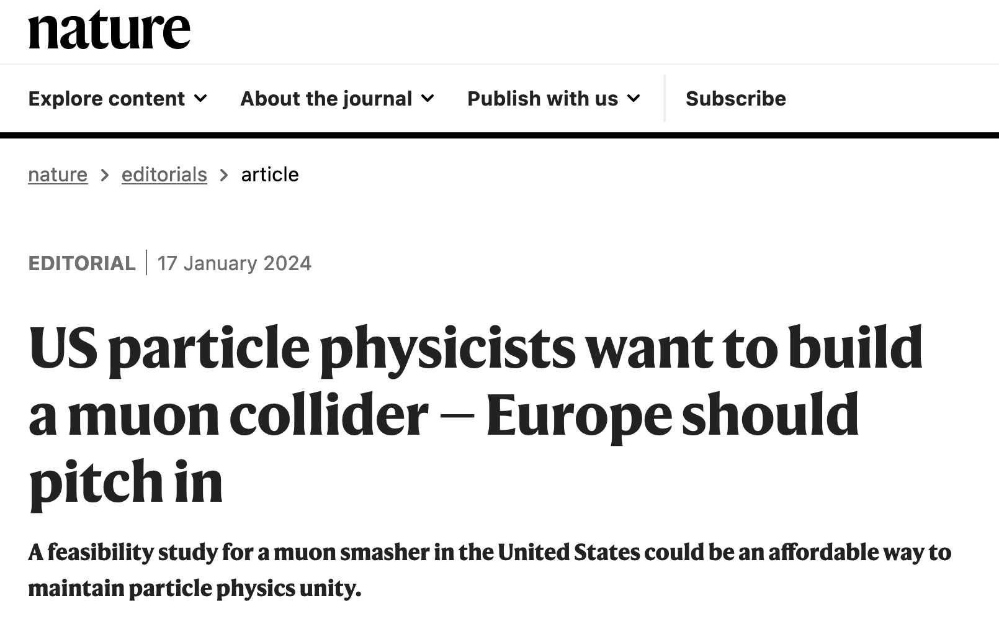 nature
Explore content About the journal Publish with us Subscribe
nature > editorials > article
EDITORIAL | 17 January 2024
US particle physicists want to build
a muon collider — Europe should
pitch in
A feasibility study for a muon smasher in the United States could be an affordable way to
maintain particle physics unity.